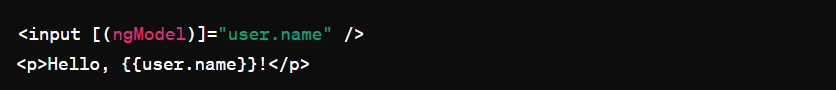 <input [(ngModel)]="user.name" />
<p>Hello, {{user.name}}!</p>